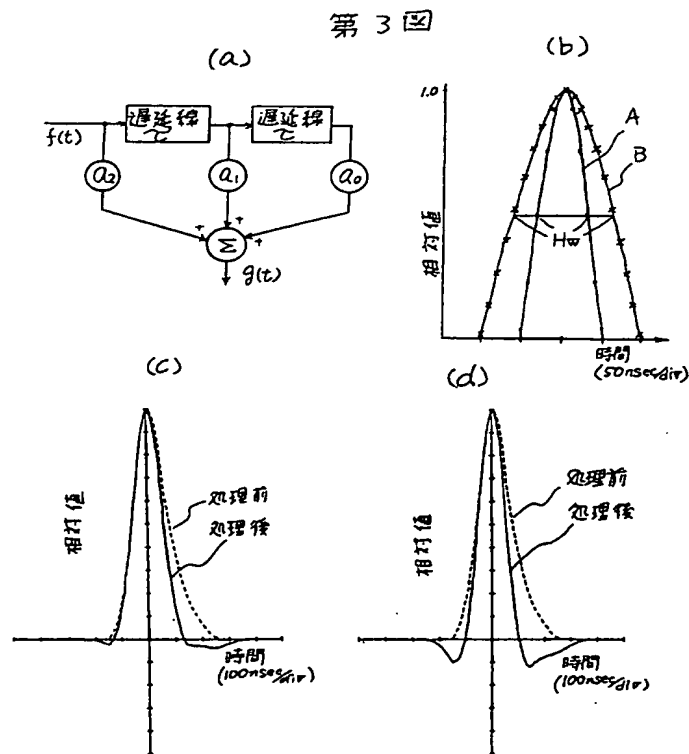 第3図
(a)
遅延線
τ
遅延線
τ
f(t)
a2
a1
a0
+
+
+
Σ
g(t)
(b)
1.0
A
B
Hw
相対値
時間
(50nsec/div)
(c)
処理前
処理後
相対値
時間
(100nsec/div)
(d)
処理前
処理後
相対値
時間
(100nsec/div)